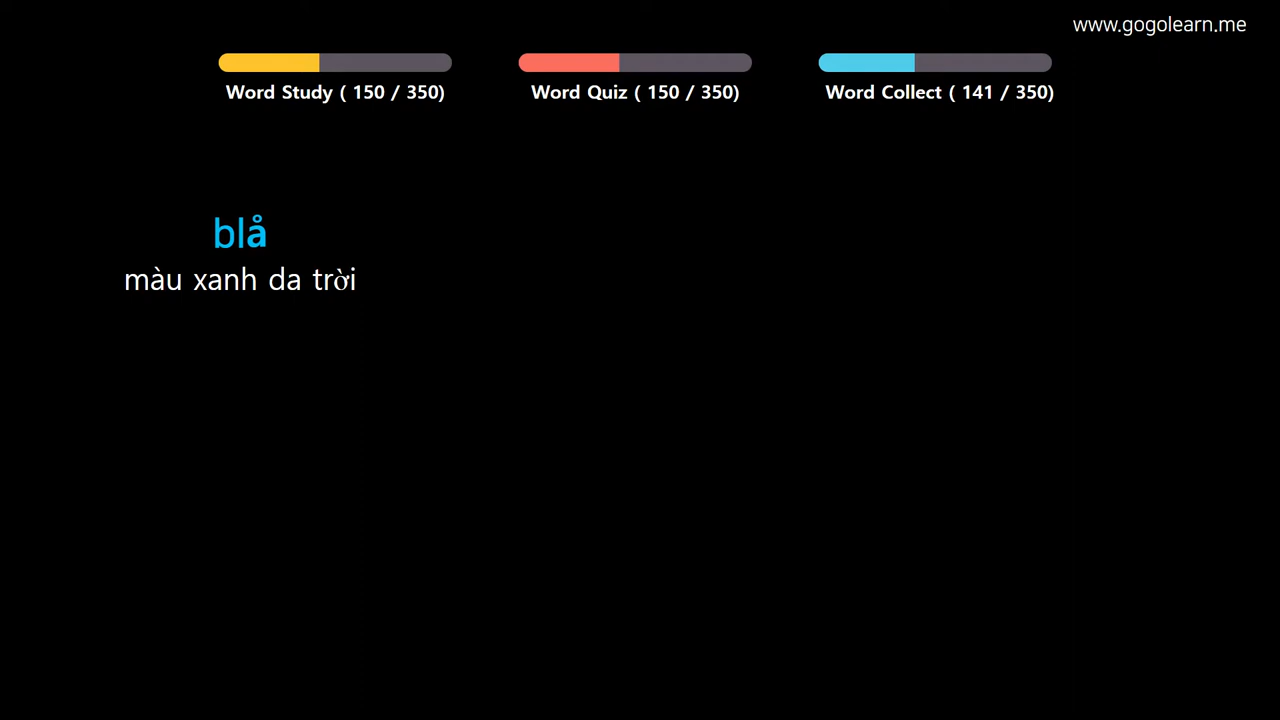 www.gogolearn.me
Word Study ( 150 / 350)
Word Quiz ( 150 / 350)
Word Collect ( 141 / 350)
blå
màu xanh da trời